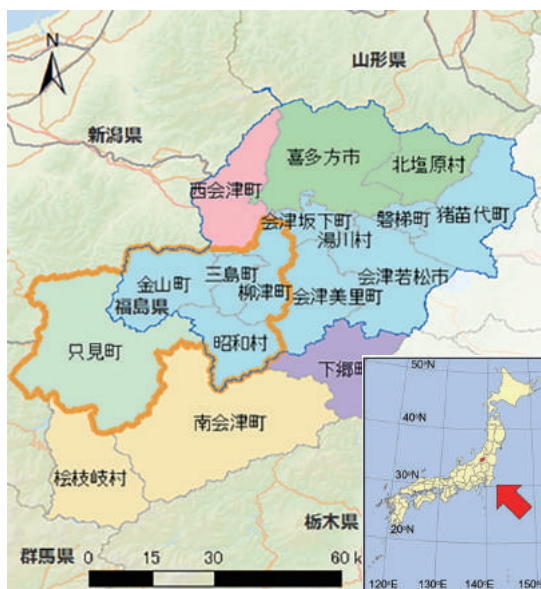 N
山形県
新潟県
喜多方市
北塩原村
西会津町
猪苗代町
会津坂下町
磐梯町
湯川村
会津若松市
金山町
三島町
柳津町
会津美里町
福島県
昭和村
只見町
下郷町
南会津町
桧枝岐村
栃木県
群馬県
0 15 30 60 k
50°N
40°N
30°N
20°N
120°E 130°E 140°E 150°